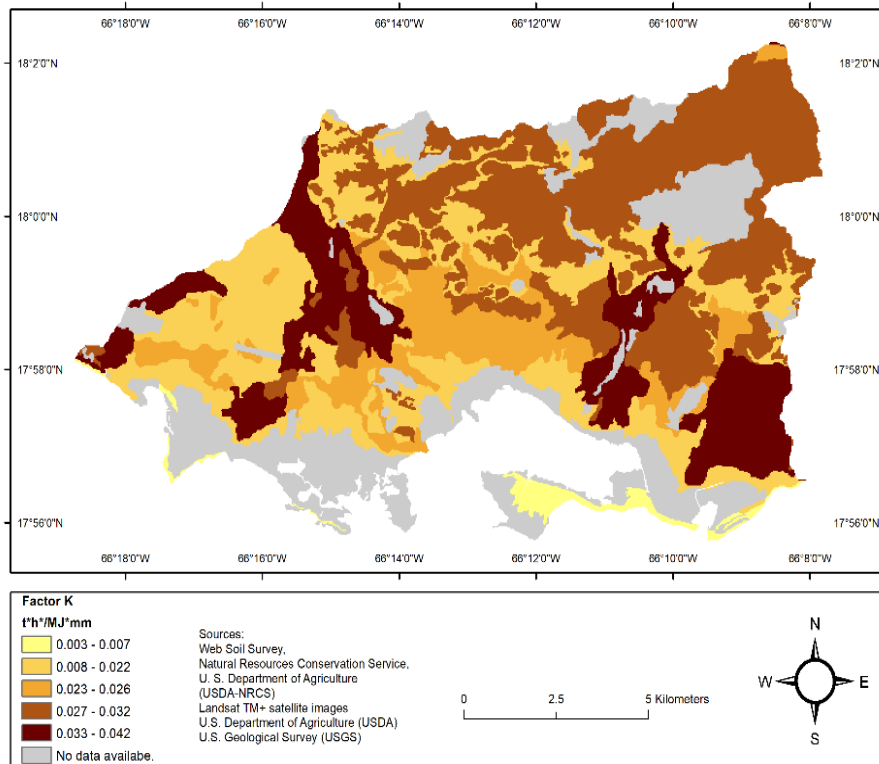 66°18'0"W 66°16'0"W 66°14'0"W 66°12'0"W 66°10'0"W 66°8'0"W
18°2'0"N 18°2'0"N
18°0'0"N 18°0'0"N
17°58'0"N 17°58'0"N
17°56'0"N 17°56'0"N
66°18'0"W 66°16'0"W 66°14'0"W 66°12'0"W 66°10'0"W 66°8'0"W
Factor K
t*h*/MJ*mm
0.003 - 0.007
0.008 - 0.022
0.023 - 0.026
0.027 - 0.032
0.033 - 0.042
No data availabe.
Sources:
Web Soil Survey,
Natural Resources Conservation Service,
U. S. Department of Agriculture
(USDA-NRCS)
Landsat TM+ satellite images
U.S. Department of Agriculture (USDA)
U.S. Geological Survey (USGS)
0 2.5 5 Kilometers
N
W E
S